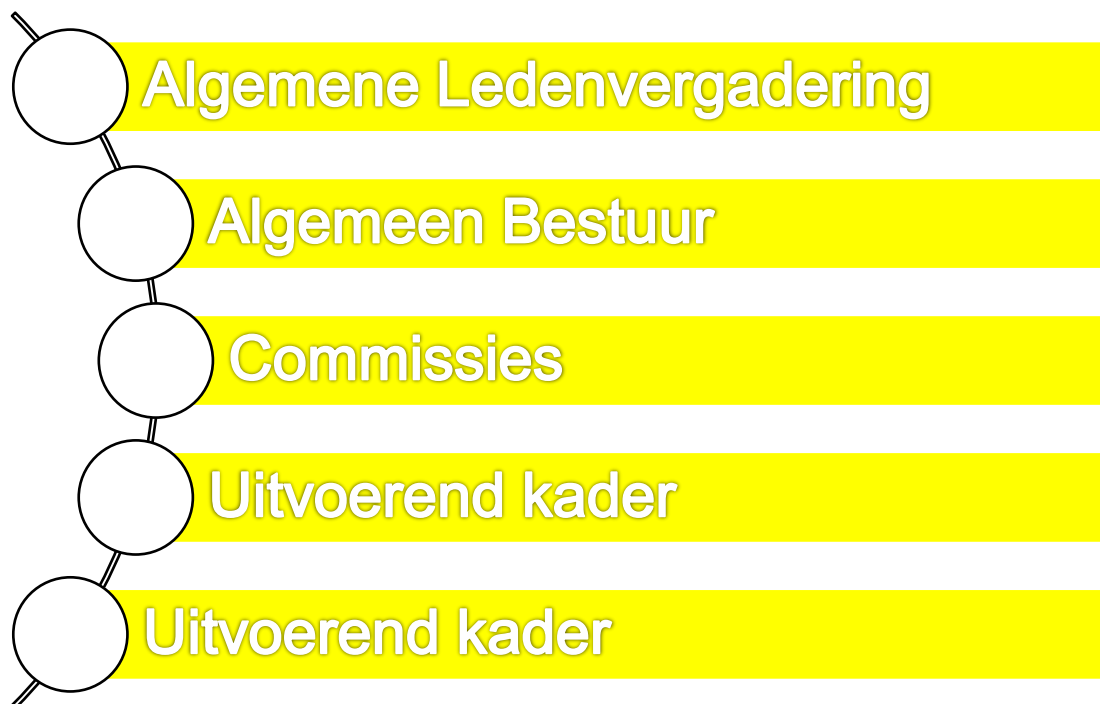 Algemene Ledenvergadering
Algemeen Bestuur
Commissies
Uitvoerend kader
Uitvoerend kader